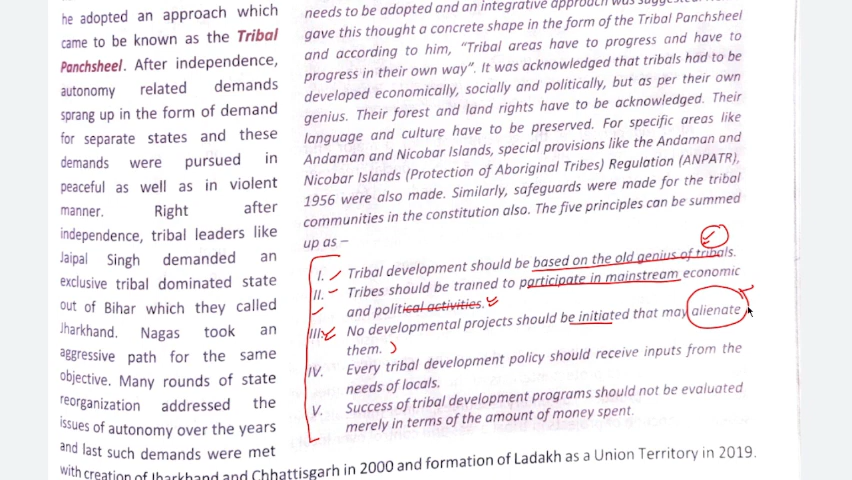 he adopted an approach which
came to be known as the Tribal
Panchsheel. After independence,
autonomy related demands
sprang up in the form of demand
for separate states and these
demands were pursued in
peaceful as well as in violent
manner. Right after
independence, tribal leaders like
Jaipal Singh demanded an
exclusive tribal dominated state
out of Bihar which they called
Jharkhand. Nagas took an
aggressive path for the same
objective. Many rounds of state
reorganization addressed the
issues of autonomy over the years
and last such demands were met
with creation of Jharkhand and Chhattisgarh in 2000 and formation of Ladakh as a Union Territory in 2019.
needs to be adopted and an integrative approach was
gave this thought a concrete shape in the form of the Tribal Panchsheel
and according to him, “Tribal areas have to progress and have to
progress in their own way”. It was acknowledged that tribals had to be
developed economically, socially and politically, but as per their own
genius. Their forest and land rights have to be acknowledged. Their
language and culture have to be preserved. For specific areas like
Andaman and Nicobar Islands, special provisions like the Andaman and
Nicobar Islands (Protection of Aboriginal Tribes) Regulation (ANPATR),
1956 were also made. Similarly, safeguards were made for the tribal
communities in the constitution also. The five principles can be summed
up as –
I. Tribal development should be based on the old genius of tribals.
II. Tribes should be trained to participate in mainstream economic
and political activities.
III. No developmental projects should be initiated that may alienate
them.
IV. Every tribal development policy should receive inputs from the
needs of locals.
V. Success of tribal development programs should not be evaluated
merely in terms of the amount of money spent.